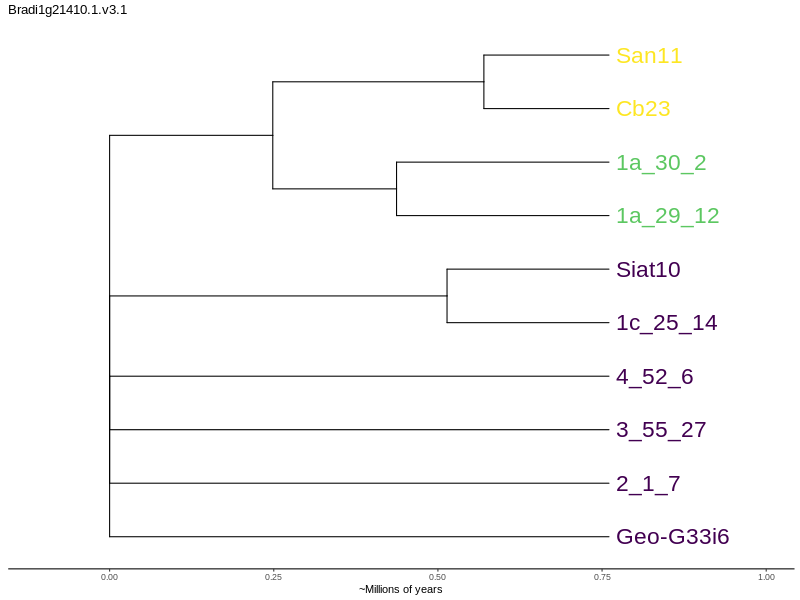 Bradi1g21410.1.v3.1
San11
Cb23
1a_30_2
1a_29_12
Siat10
1c_25_14
4_52_6
3_55_27
2_1_7
Geo-G33i6
0.00 0.25 0.50 0.75 1.00
~Millions of years